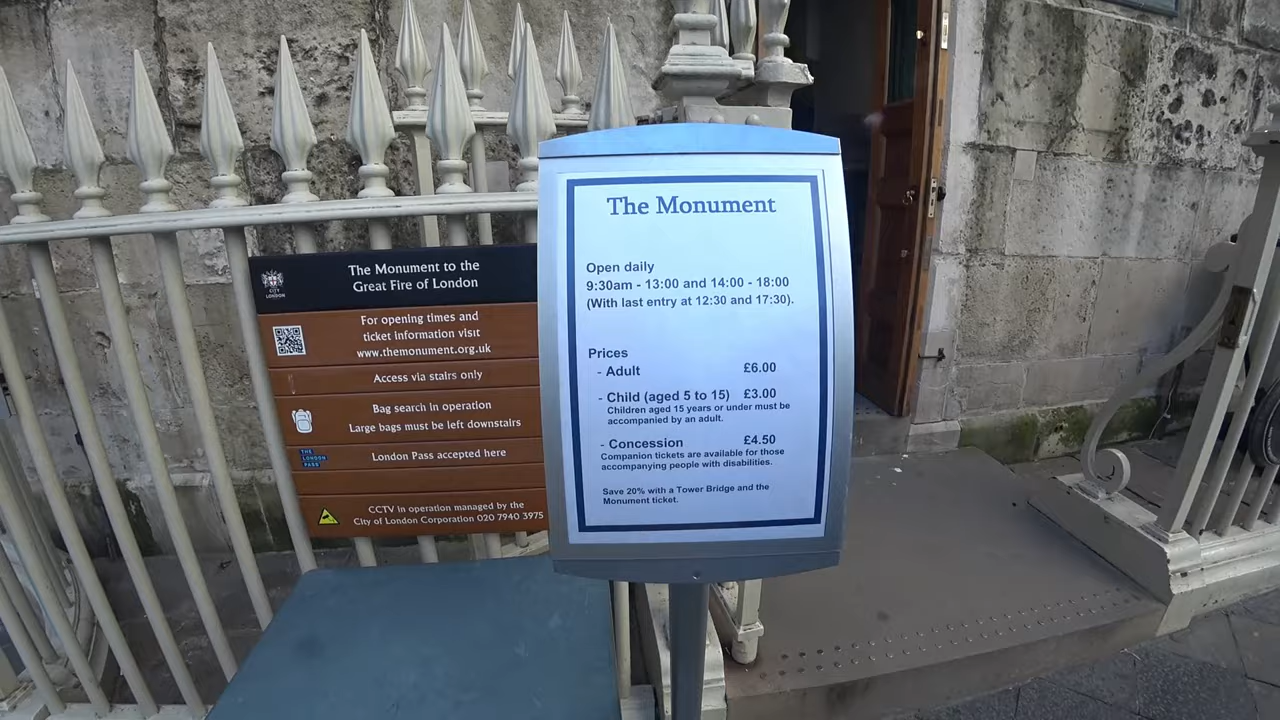 The Monument to the
Great Fire of London
CITY
LONDON
For opening times and
ticket information visit
www.themonument.org.uk
Access via stairs only
Bag search in operation
Large bags must be left downstairs
THE
LONDON
PASS
London Pass accepted here
CCTV in operation managed by the
City of London Corporation 020 7940 3975
The Monument
Open daily
9:30am - 13:00 and 14:00 - 18:00
(With last entry at 12:30 and 17:30).
Prices
- Adult £6.00
- Child (aged 5 to 15) £3.00
Children aged 15 years or under must be
accompanied by an adult.
- Concession £4.50
Companion tickets are available for those
accompanying people with disabilities.
Save 20% with a Tower Bridge and the
Monument ticket.